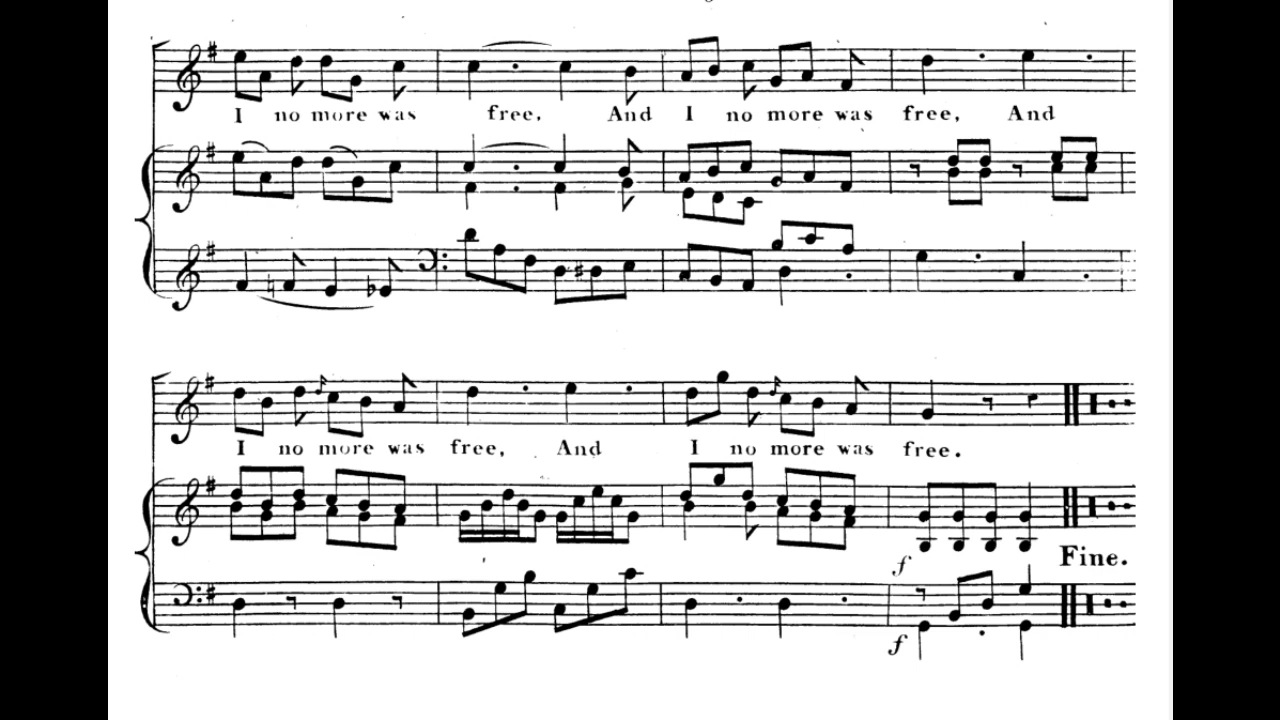 I no more was free, And I no more was free, And
I no more was free, And I no more was free.
f Fine.
f